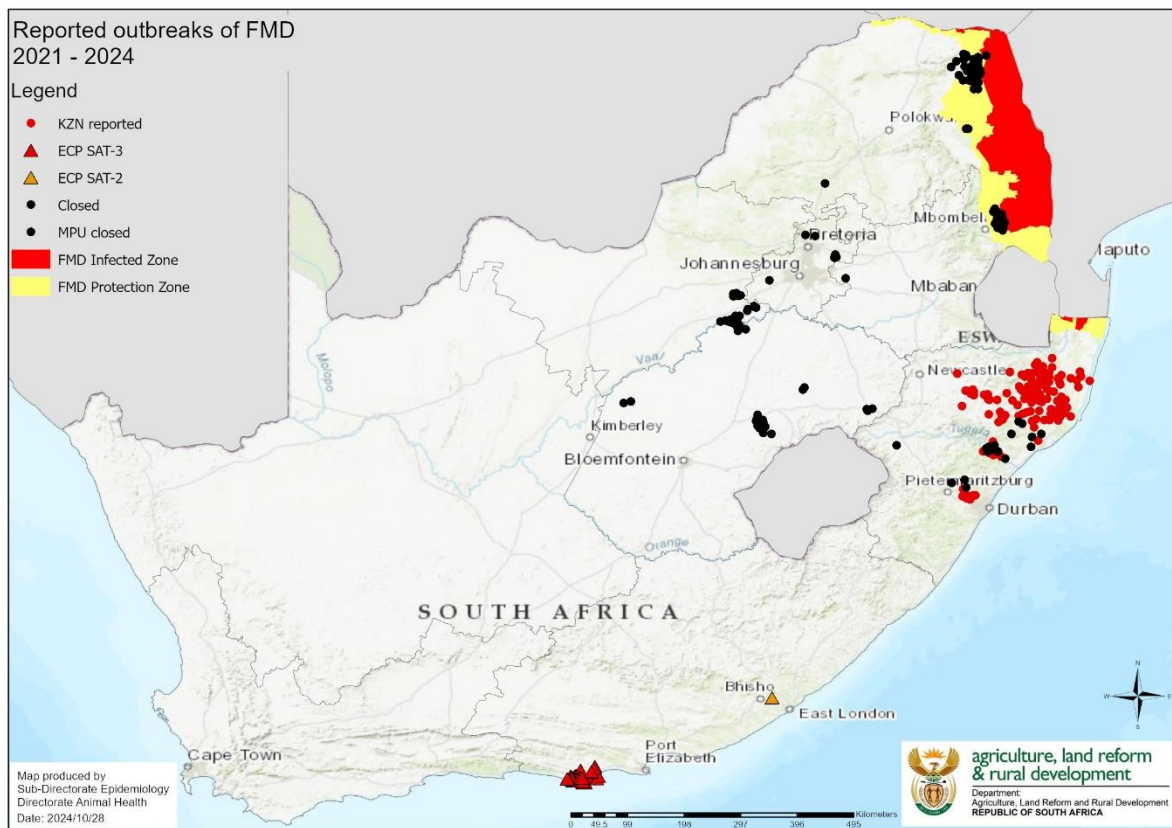 Reported outbreaks of FMD
2021 - 2024
Legend
KZN reported
ECP SAT-3
ECP SAT-2
Closed
MPU closed
FMD Infected Zone
FMD Protection Zone
Polokw
Mbombel
Pretoria
Johannesburg
Maputo
Mbaban
ESW
Molopo
Vaal
Newcastle
Kimberley
Tugela
Bloemfontein
Pietermaritzburg
Durban
Orange
SOUTH AFRICA
Bhisho
East London
Port
Elizabeth
Cape Town
N
W
E
S
Map produced by
Sub-Directorate Epidemiology
Directorate Animal Health
Date: 2024/10/28
Kilometers
0 49.5 99 198 297 396 495
agriculture, land reform
& rural development
Department:
Agriculture, Land Reform and Rural Development
REPUBLIC OF SOUTH AFRICA